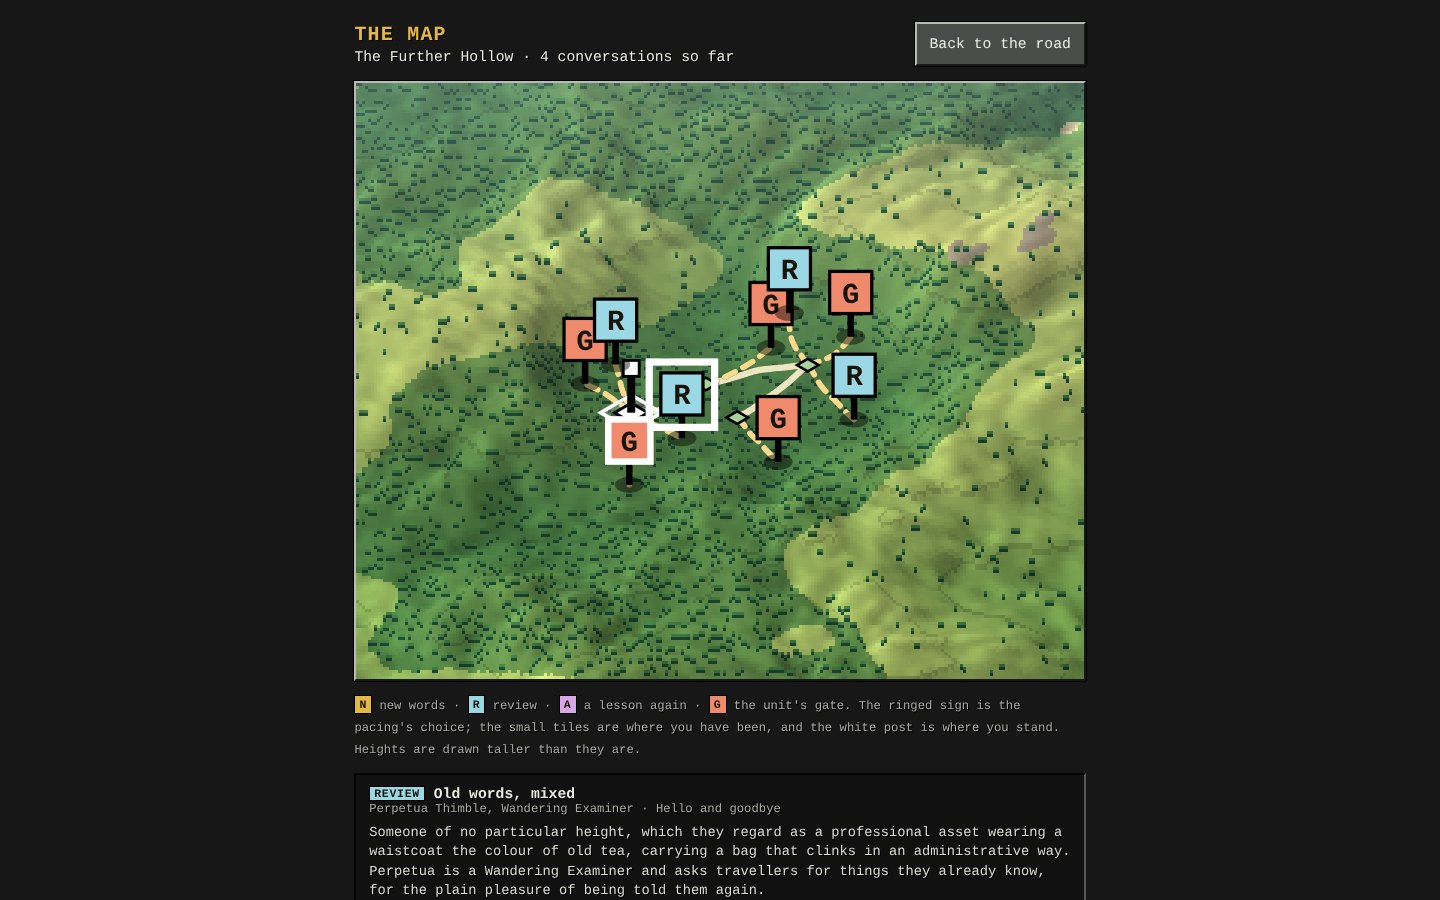 THE MAP
The Further Hollow · 4 conversations so far
Back to the road
R
G
G
R
G
R
R
G
G
N new words · R review · A a lesson again · G the unit's gate. The ringed sign is the
pacing's choice; the small tiles are where you have been, and the white post is where you stand.
Heights are drawn taller than they are.
REVIEW Old words, mixed
Perpetua Thimble, Wandering Examiner · Hello and goodbye
Someone of no particular height, which they regard as a professional asset wearing a
waistcoat the colour of old tea, carrying a bag that clinks in an administrative way.
Perpetua is a Wandering Examiner and asks travellers for things they already know,
for the plain pleasure of being told them again.